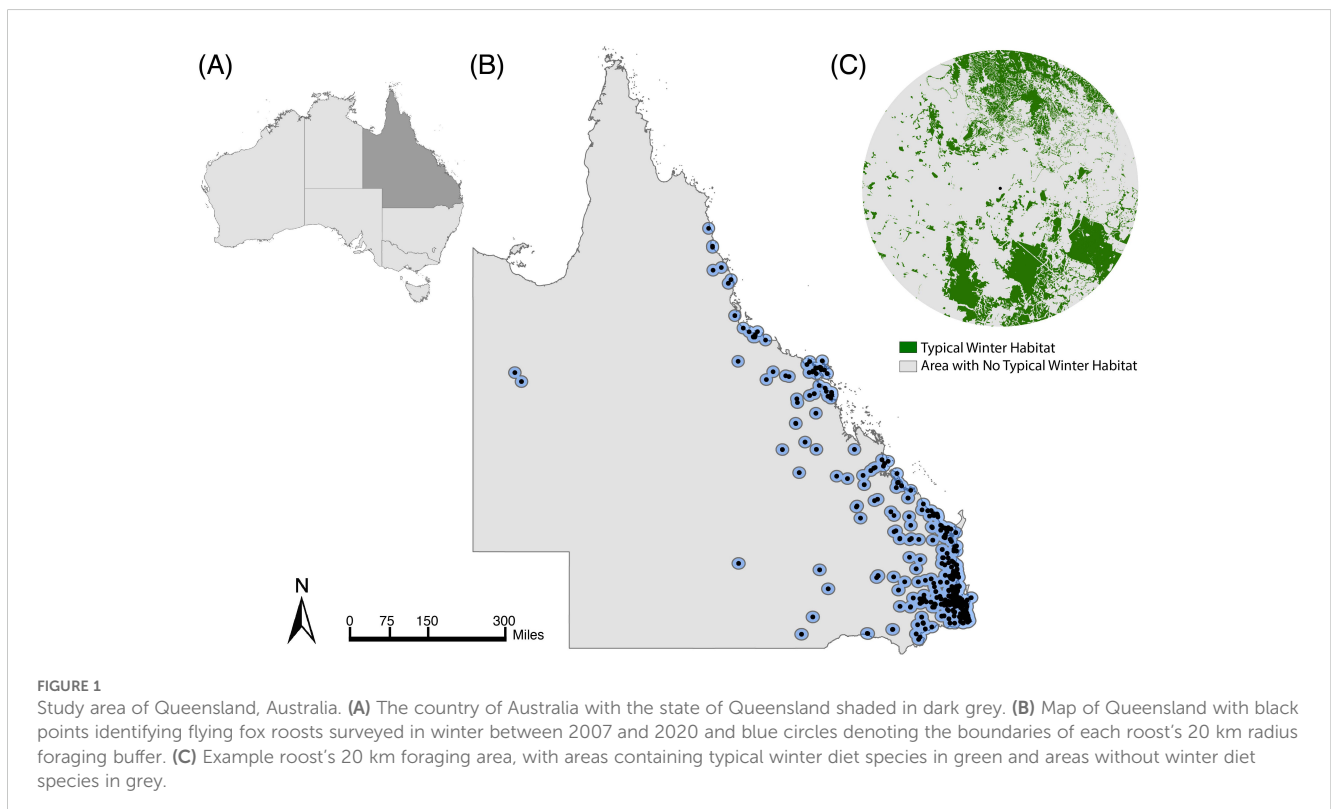 (A)
(B)
(C)
Typical Winter Habitat
Area with No Typical Winter Habitat
N
0 75 150 300
Miles
FIGURE 1
Study area of Queensland, Australia. (A) The country of Australia with the state of Queensland shaded in dark grey. (B) Map of Queensland with black
points identifying flying fox roosts surveyed in winter between 2007 and 2020 and blue circles denoting the boundaries of each roost's 20 km radius
foraging buffer. (C) Example roost's 20 km foraging area, with areas containing typical winter diet species in green and areas without winter diet
species in grey.